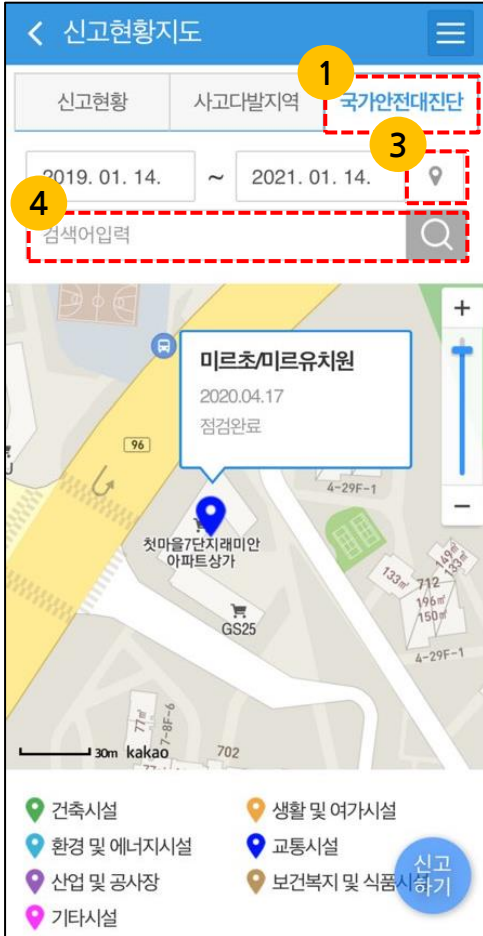 신고현황지도
1
신고현황 사고다발지역 국가안전대진단
3
2019. 01. 14. ~ 2021. 01. 14.
4
검색어입력
+
미르초/미르유치원
2020.04.17
점검완료
96
4-29F-1
−
첫마을7단지래미안
아파트상가
149㎡
133㎡
133㎡ 712
196㎡
150㎡
GS25
4-29F-1
77㎡
7-8F-6
30m kakao 702
건축시설 생활 및 여가시설
환경 및 에너지시설 교통시설
산업 및 공사장 보건복지 및 식품시설
기타시설
신고
하기